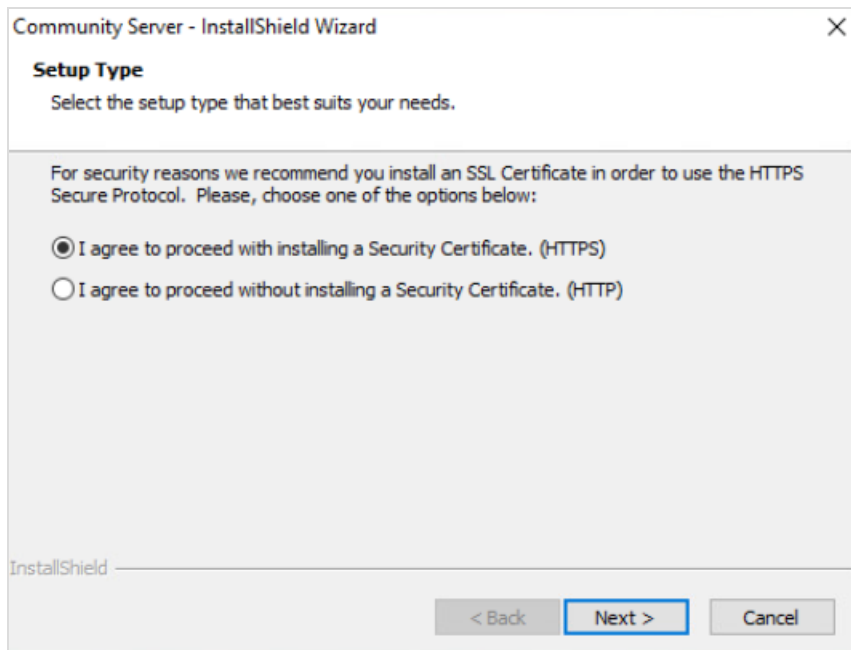 Community Server - InstallShield Wizard
Setup Type
Select the setup type that best suits your needs.
For security reasons we recommend you install an SSL Certificate in order to use the HTTPS
Secure Protocol.  Please, choose one of the options below:
I agree to proceed with installing a Security Certificate. (HTTPS)
I agree to proceed without installing a Security Certificate. (HTTP)
InstallShield
< Back Next > Cancel